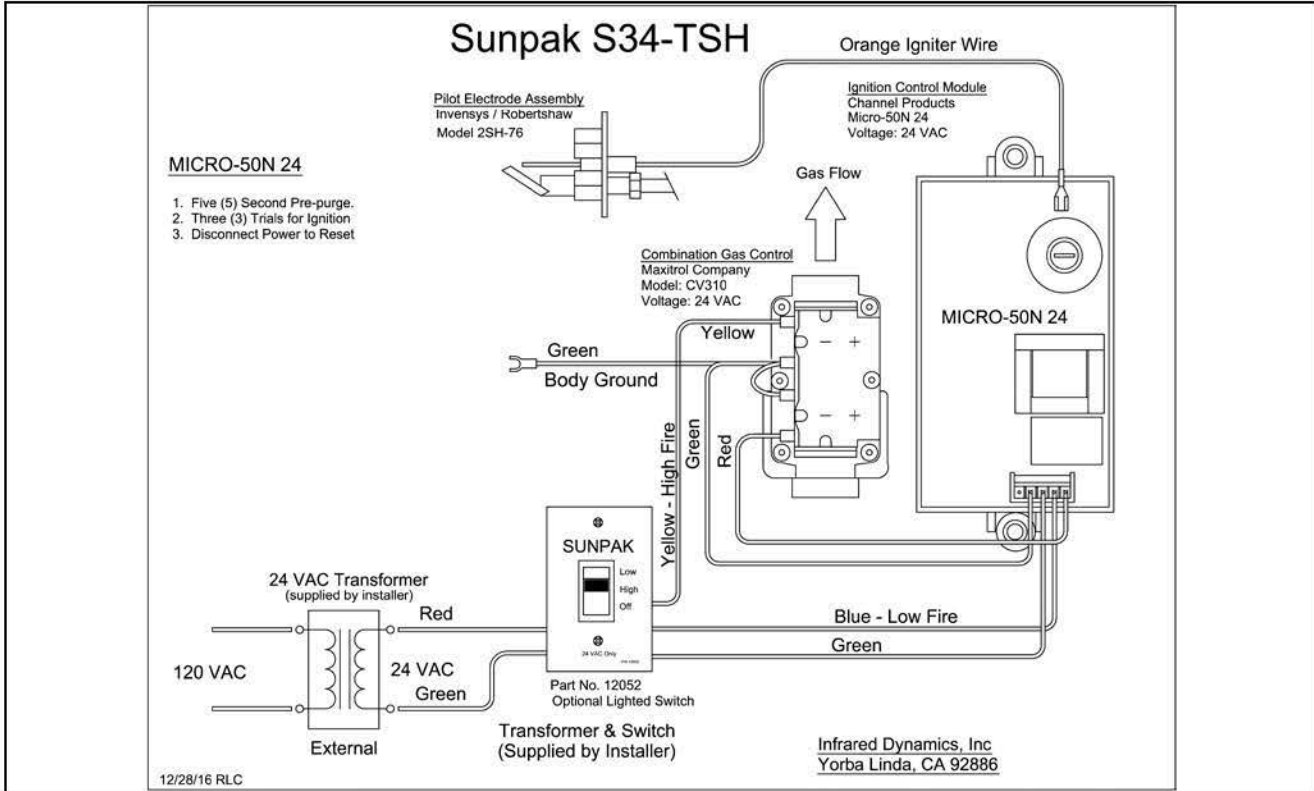 Sunpak S34-TSH
Orange Igniter Wire
Pilot Electrode Assembly
Invensys / Robertshaw
Model 2SH-76
Ignition Control Module
Channel Products
Micro-50N 24
Voltage: 24 VAC
MICRO-50N 24
1. Five (5) Second Pre-purge.
2. Three (3) Trials for Ignition
3. Disconnect Power to Reset
Gas Flow
Combination Gas Control
Maxitrol Company
Model: CV310
Voltage: 24 VAC
MICRO-50N 24
Yellow
Green
Body Ground
Yellow - High Fire
Green
Red
SUNPAK
Low
High
Off
24 VAC Only
24 VAC Transformer
(supplied by installer)
Red
Blue - Low Fire
Green
120 VAC
24 VAC
Green
Part No. 12052
Optional Lighted Switch
External
Transformer & Switch
(Supplied by Installer)
Infrared Dynamics, Inc
Yorba Linda, CA 92886
12/28/16 RLC